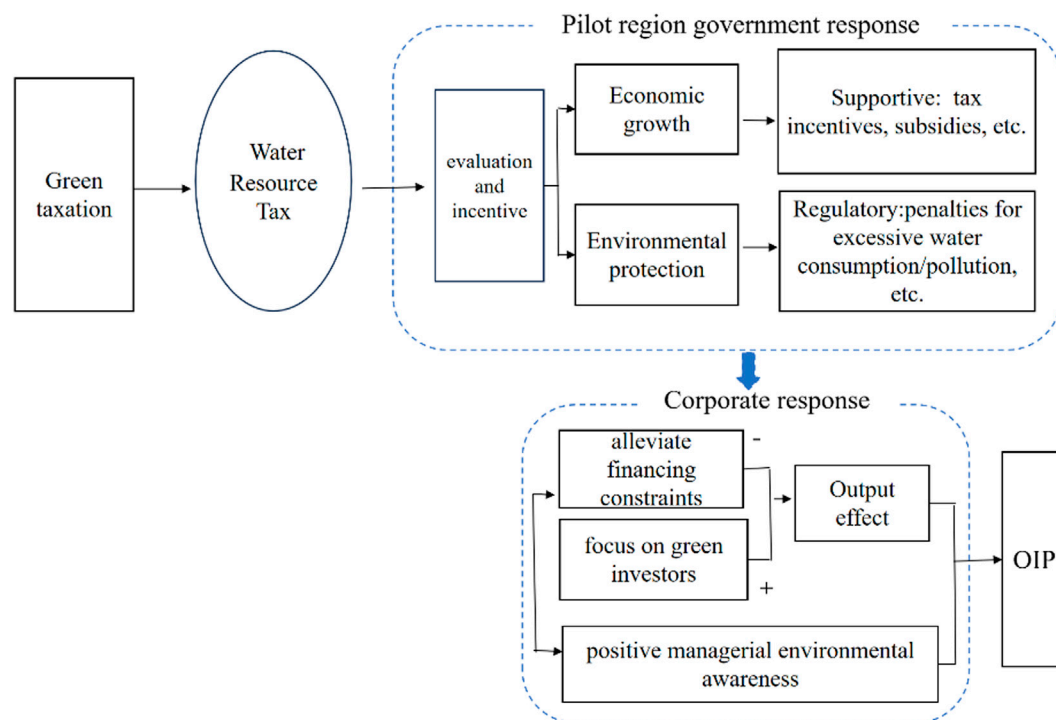 Pilot region government response
Green
taxation
Water
Resource
Tax
evaluation
and
incentive
Economic
growth
Supportive: tax
incentives, subsidies, etc.
Environmental
protection
Regulatory:penalties for
excessive water
consumption/pollution,
etc.
Corporate response
alleviate
financing
constraints
-
focus on green
investors
+
Output
effect
positive managerial environmental
awareness
OIP